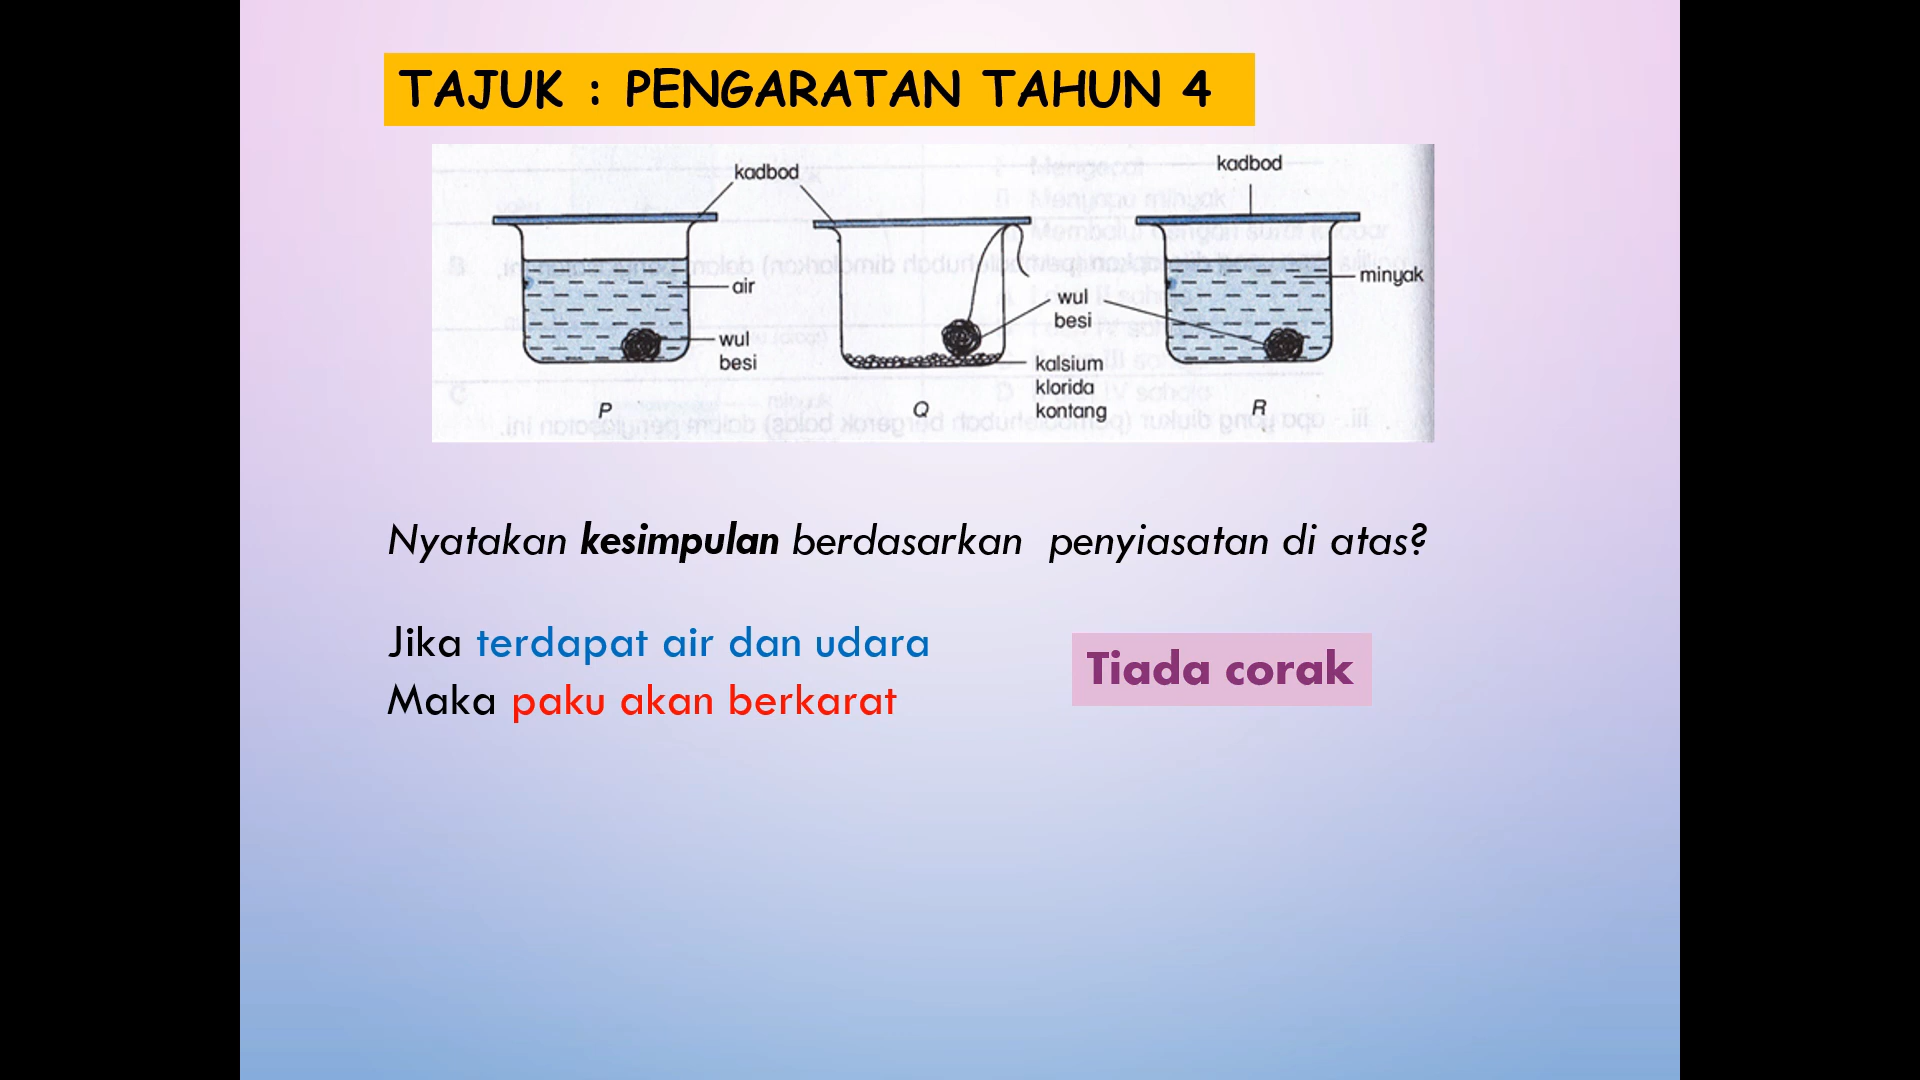 TAJUK : PENGARATAN TAHUN 4
kadbod
kadbod
air
wul
besi
wul
besi
kalsium
klorida
kontang
minyak
P
Q
R
Nyatakan kesimpulan berdasarkan penyiasatan di atas?
Jika terdapat air dan udara
Maka paku akan berkarat
Tiada corak